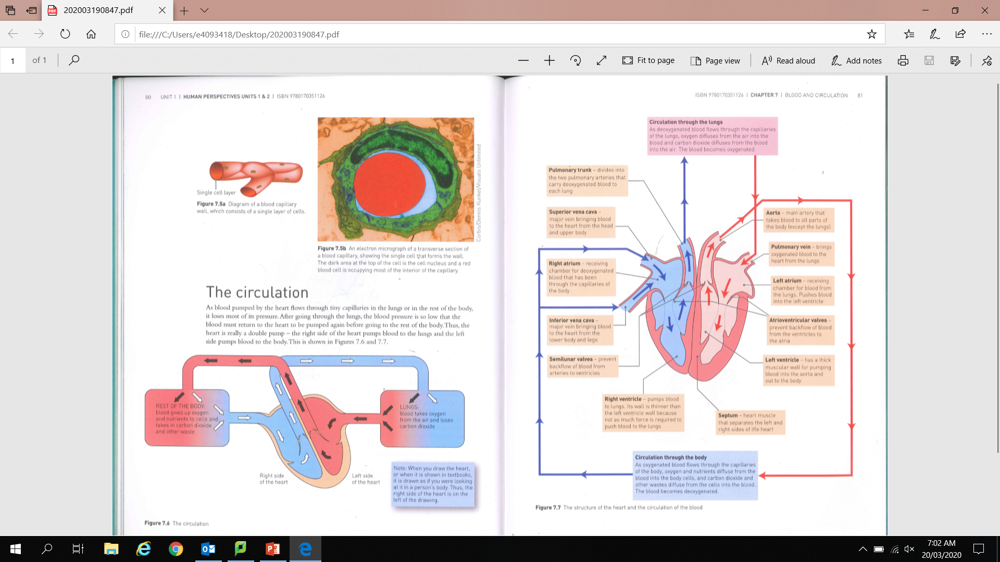 202003190847.pdf
file:///C:/Users/e4093418/Desktop/202003190847.pdf
1
of 1
Fit to page
Page view
Read aloud
Add notes
80 UNIT 1 | HUMAN PERSPECTIVES UNITS 1 & 2 | ISBN 9780170351126
Single cell layer
Figure 7.5a Diagram of a blood capillary
wall, which consists of a single layer of cells.
Corbis/Dennis Kunkel/Visuals Unlimited
Figure 7.5b An electron micrograph of a transverse section of
a blood capillary, showing the single cell that forms the wall.
The dark area at the top of the cell is the cell nucleus and a red
blood cell is occupying most of the interior of the capillary.
The circulation
As blood pumped by the heart flows through tiny capillaries in the lungs or in the rest of the body,
it loses most of its pressure. After going through the lungs, the blood pressure is so low that the
blood must return to the heart to be pumped again before going to the rest of the body. Thus, the
heart is really a double pump – the right side of the heart pumps blood to the lungs and the left
side pumps blood to the body. This is shown in Figures 7.6 and 7.7.
REST OF THE BODY:
blood gives up oxygen
and nutrients to cells and
takes in carbon dioxide
and other waste
LUNGS:
blood takes oxygen
from the air and loses
carbon dioxide
Right side
of the heart
Left side
of the heart
Note: When you draw the heart,
or when it is shown in textbooks,
it is drawn as if you were looking
at it in a person's body. Thus, the
right side of the heart is on the
left of the drawing.
Figure 7.6 The circulation
ISBN 9780170351126 | CHAPTER 7 | BLOOD AND CIRCULATION 81
Circulation through the lungs
As deoxygenated blood flows through the capillaries
of the lungs, oxygen diffuses from the air into the
blood and carbon dioxide diffuses from the blood
into the air. The blood becomes oxygenated.
Pulmonary trunk – divides into
the two pulmonary arteries that
carry deoxygenated blood to
each lung
Superior vena cava –
major vein bringing blood
to the heart from the head
and upper body
Right atrium – receiving
chamber for deoxygenated
blood that has been
through the capillaries of
the body
Inferior vena cava –
major vein bringing blood
to the heart from the
lower body and legs
Semilunar valves – prevent
backflow of blood from
arteries to ventricles
Right ventricle – pumps blood
to lungs. Its wall is thinner than
the left ventricle wall because
not as much force is required to
push blood to the lungs
Aorta – main artery that
takes blood to all parts of
the body (except the lungs)
Pulmonary vein – brings
oxygenated blood to the
heart from the lungs
Left atrium – receiving
chamber for blood from
the lungs. Pushes blood
into the left ventricle
Atrioventricular valves –
prevent backflow of blood
from the ventricles to
the atria
Left ventricle – has a thick
muscular wall for pumping
blood into the aorta and
out to the body
Septum – heart muscle
that separates the left and
right sides of the heart
Circulation through the body
As oxygenated blood flows through the capillaries
of the body, oxygen and nutrients diffuse from the
blood into the body cells, and carbon dioxide and
other wastes diffuse from the cells into the blood.
The blood becomes deoxygenated.
Figure 7.7 The structure of the heart and the circulation of the blood
7:02 AM
20/03/2020